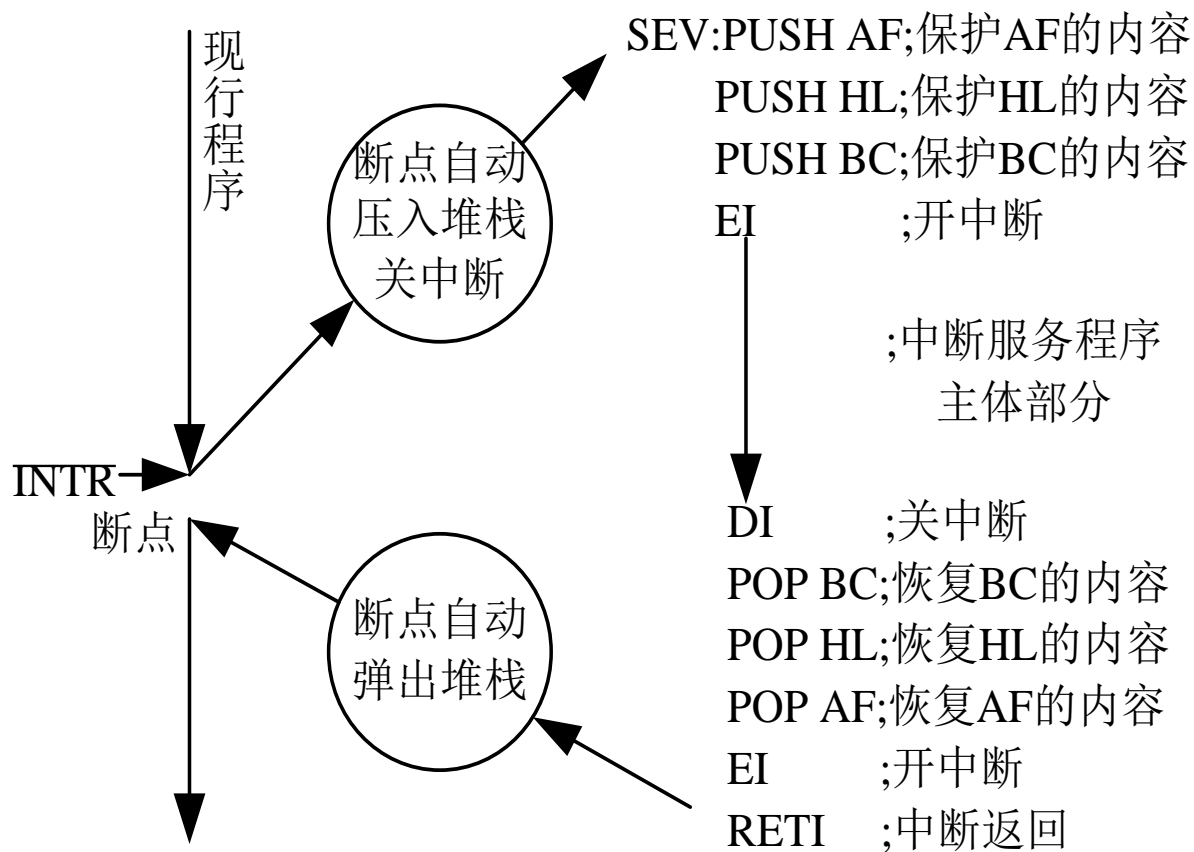 现行程序
INTR
断点
断点自动
压入堆栈
关中断
断点自动
弹出堆栈
SEV:PUSH AF;保护AF的内容
PUSH HL;保护HL的内容
PUSH BC;保护BC的内容
EI ;开中断
;中断服务程序
主体部分
DI ;关中断
POP BC;恢复BC的内容
POP HL;恢复HL的内容
POP AF;恢复AF的内容
EI ;开中断
RETI ;中断返回